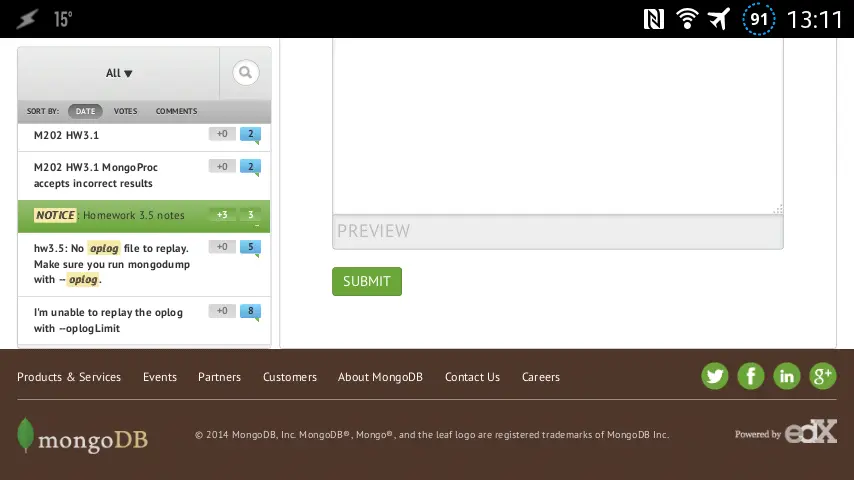 15°
91
13:11
All ▼
SORT BY: DATE VOTES COMMENTS
M202 HW3.1 +0 2
M202 HW3.1 MongoProc +0 2
accepts incorrect results
NOTICE: Homework 3.5 notes +3 3
hw3.5: No oplog file to replay. +0 5
Make sure you run mongodump
with --oplog.
I'm unable to replay the oplog +0 8
with --oplogLimit
PREVIEW
SUBMIT
Products & Services Events Partners Customers About MongoDB Contact Us Careers
mongoDB
© 2014 MongoDB, Inc. MongoDB®, Mongo®, and the leaf logo are registered trademarks of MongoDB Inc.
Powered by edX